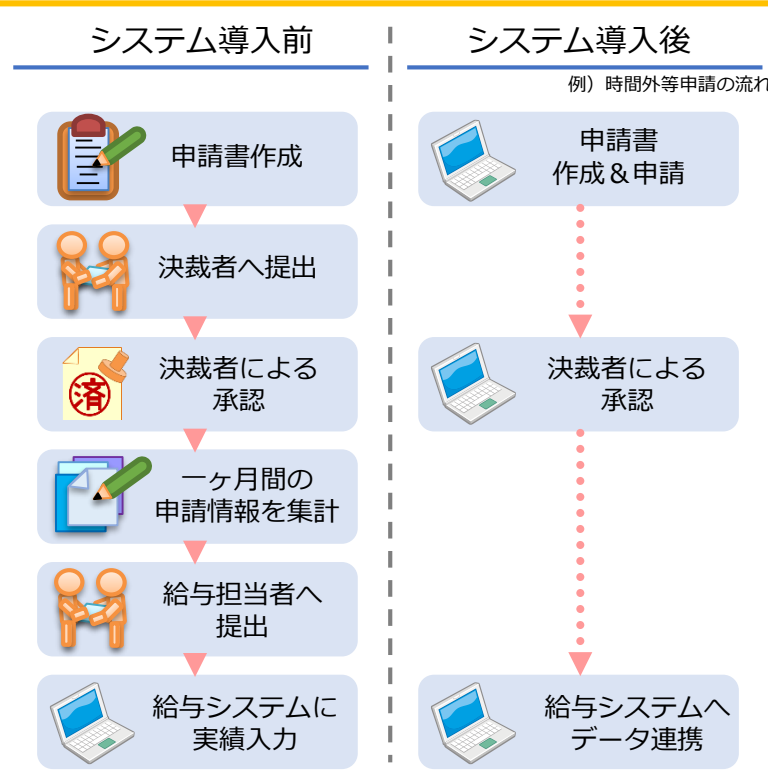 システム導入前
申請書作成
決裁者へ提出
決裁者による
承認
済
一ヶ月間の
申請情報を集計
給与担当者へ
提出
給与システムに
実績入力
システム導入後
例）時間外等申請の流れ
申請書
作成＆申請
決裁者による
承認
給与システムへ
データ連携